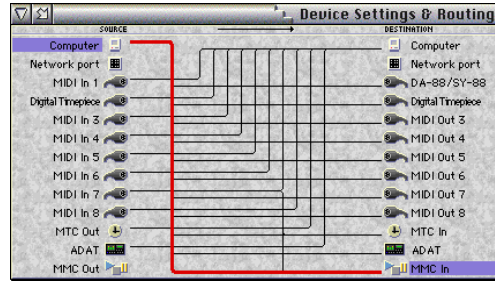 Device Settings & Routing
SOURCE DESTINATION
Computer Computer
Network port Network port
MIDI In 1 DA-88/SY-88
Digital Timepiece Digital Timepiece
MIDI In 3 MIDI Out 3
MIDI In 4 MIDI Out 4
MIDI In 5 MIDI Out 5
MIDI In 6 MIDI Out 6
MIDI In 7 MIDI Out 7
MIDI In 8 MIDI Out 8
MTC Out MTC In
ADAT ADAT
MMC Out MMC In